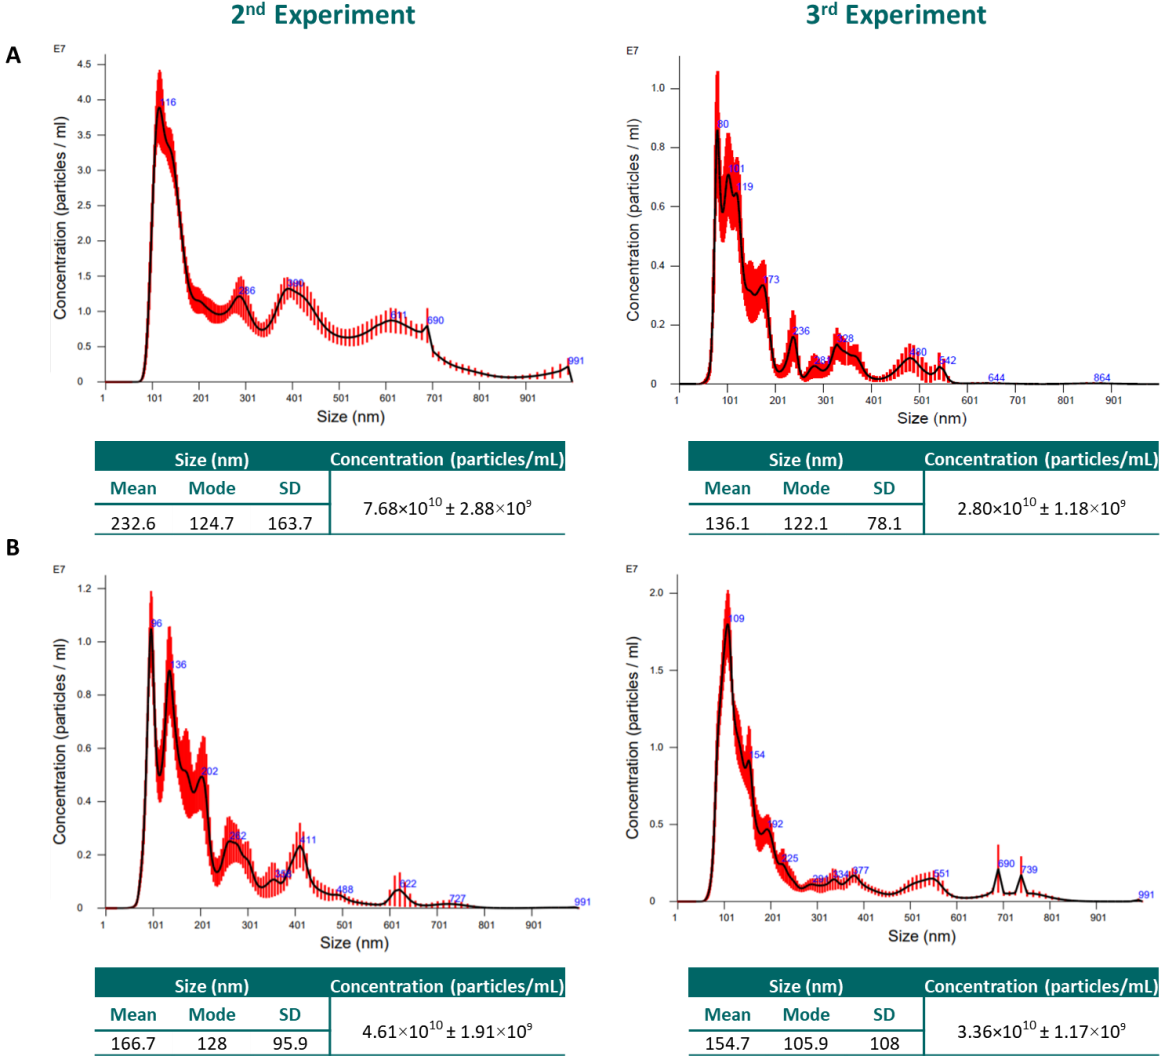 2nd Experiment
3rd Experiment
A
E7
4.5
4.0
3.5
3.0
2.5
2.0
1.5
1.0
0.5
0
Concentration (particles / ml)
286
611
690
991
1 101 201 301 401 501 601 701 801 901
Size (nm)
E7
1.0
0.8
0.6
0.4
0.2
0
Concentration (particles / ml)
80
236
542
644
864
1 101 201 301 401 501 601 701 801 901
Size (nm)
Size (nm) Concentration (particles/mL)
Mean Mode SD
232.6 124.7 163.7
7.68×10^10 ± 2.88×10^9
Size (nm) Concentration (particles/mL)
Mean Mode SD
136.1 122.1 78.1
2.80×10^10 ± 1.18×10^9
B
E7
1.2
1.0
0.8
0.6
0.4
0.2
0
Concentration (particles / ml)
96
136
202
262
411
488
622
727
991
1 101 201 301 401 501 601 701 801 901
Size (nm)
E7
2.0
1.5
1.0
0.5
0
Concentration (particles / ml)
109
154
551
690
739
991
1 101 201 301 401 501 601 701 801 901
Size (nm)
Size (nm) Concentration (particles/mL)
Mean Mode SD
166.7 128 95.9
4.61×10^10 ± 1.91×10^9
Size (nm) Concentration (particles/mL)
Mean Mode SD
154.7 105.9 108
3.36×10^10 ± 1.17×10^9